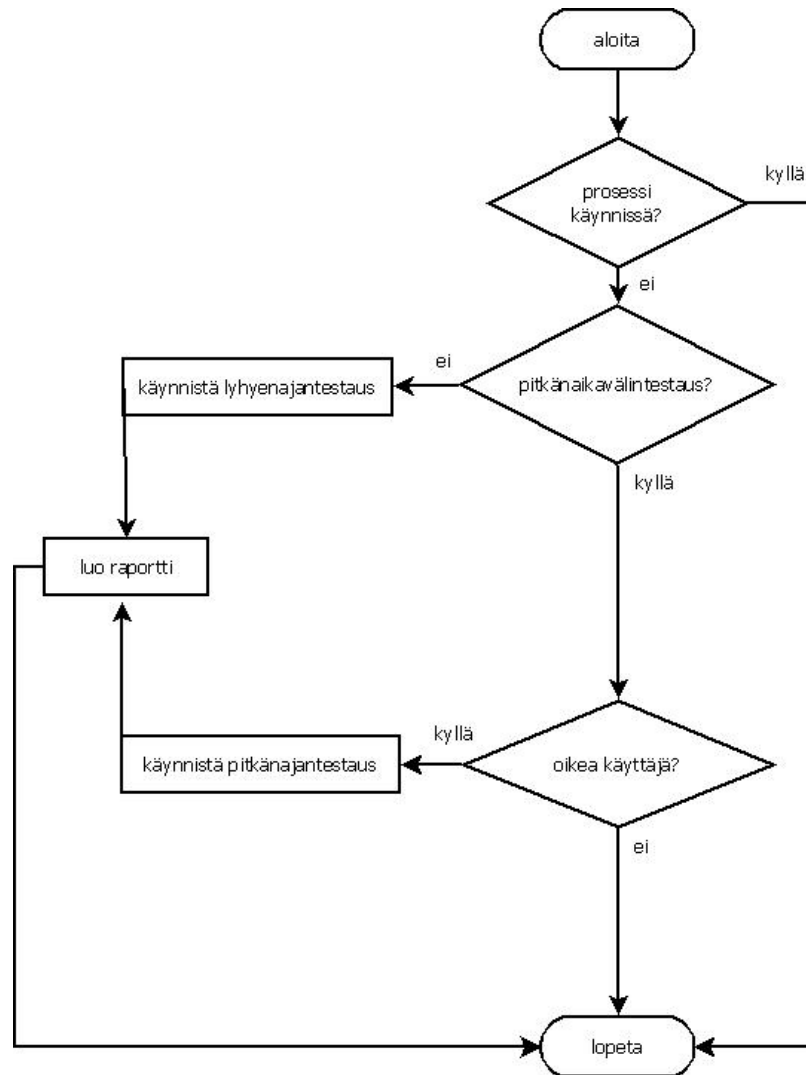 aloita
prosessi
käynnissä?
kyllä
ei
pitkänaikavälintestaus?
ei
käynnistä lyhyenajantestaus
kyllä
luo raportti
oikea käyttäjä?
kyllä
käynnistä pitkänajantestaus
ei
lopeta